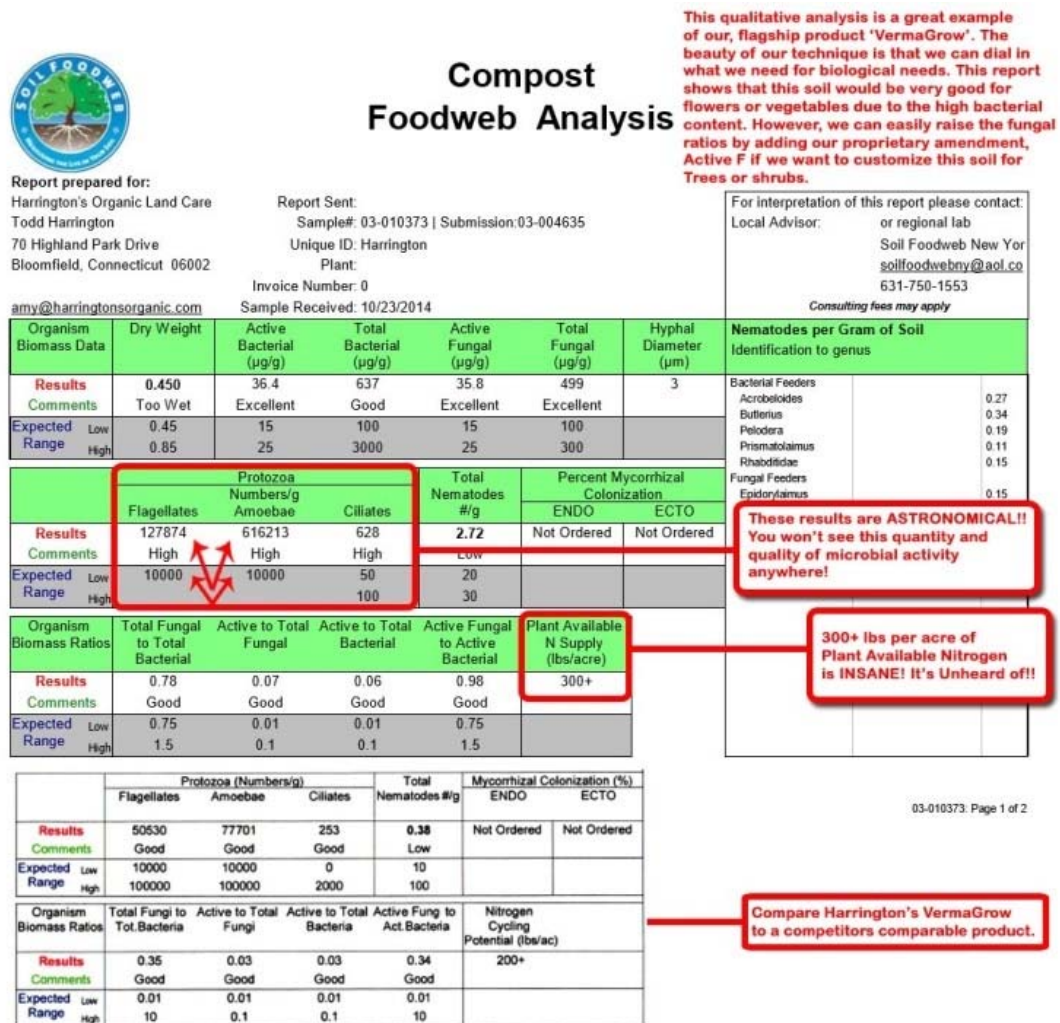 This qualitative analysis is a great example
of our, flagship product 'VermaGrow'. The
beauty of our technique is that we can dial in
what we need for biological needs. This report
shows that this soil would be very good for
flowers or vegetables due to the high bacterial
content. However, we can easily raise the fungal
ratios by adding our proprietary amendment,
Active F if we want to customize this soil for
Trees or shrubs.
SOIL FOODWEB
Compost
Foodweb Analysis
Report prepared for:
Harrington's Organic Land Care
Todd Harrington
70 Highland Park Drive
Bloomfield, Connecticut 06002
amy@harringtonsorganic.com
Report Sent:
Sample#: 03-010373 | Submission:03-004635
Unique ID: Harrington
Plant:
Invoice Number: 0
Sample Received: 10/23/2014
For interpretation of this report please contact:
Local Advisor: or regional lab
Soil Foodweb New Yor
soilfoodwebny@aol.co
631-750-1553
Consulting fees may apply
Organism Biomass Data Dry Weight Active Bacterial (µg/g) Total Bacterial (µg/g) Active Fungal (µg/g) Total Fungal (µg/g) Hyphal Diameter (µm)
Results 0.450 36.4 637 35.8 499 3
Comments Too Wet Excellent Good Excellent Excellent
Expected Low 0.45 15 100 15 100
Range High 0.85 25 3000 25 300
Nematodes per Gram of Soil
Identification to genus
Bacterial Feeders
Acrobeloides 0.27
Butlerius 0.34
Pelodera 0.19
Prismatolaimus 0.11
Rhabditidae 0.15
Fungal Feeders
Epidorylaimus 0.15
Protozoa Total Percent Mycorrhizal
Numbers/g Nematodes Colonization
Flagellates Amoebae Ciliates #/g ENDO ECTO
Results 127874 616213 628 2.72 Not Ordered Not Ordered
Comments High High High Low
Expected Low 10000 10000 50 20
Range High 100 30
These results are ASTRONOMICAL!!
You won't see this quantity and
quality of microbial activity
anywhere!
Organism Biomass Ratios Total Fungal to Total Bacterial Active to Total Fungal Active to Total Bacterial Active Fungal to Active Bacterial Plant Available N Supply (lbs/acre)
Results 0.78 0.07 0.06 0.98 300+
Comments Good Good Good Good
Expected Low 0.75 0.01 0.01 0.75
Range High 1.5 0.1 0.1 1.5
300+ lbs per acre of
Plant Available Nitrogen
is INSANE! It's Unheard of!!
03-010373: Page 1 of 2
Protozoa (Numbers/g) Total Mycorrhizal Colonization (%)
Flagellates Amoebae Ciliates Nematodes #/g ENDO ECTO
Results 50530 77701 253 0.38 Not Ordered Not Ordered
Comments Good Good Good Low
Expected Low 10000 10000 0 10
Range High 100000 100000 2000 100
Organism Biomass Ratios Total Fungi to Tot.Bacteria Active to Total Fungi Active to Total Bacteria Active Fung to Act.Bacteria Nitrogen Cycling Potential (lbs/ac)
Results 0.35 0.03 0.03 0.34 200+
Comments Good Good Good Good
Expected Low 0.01 0.01 0.01 0.01
Range High 10 0.1 0.1 10
Compare Harrington's VermaGrow
to a competitors comparable product.